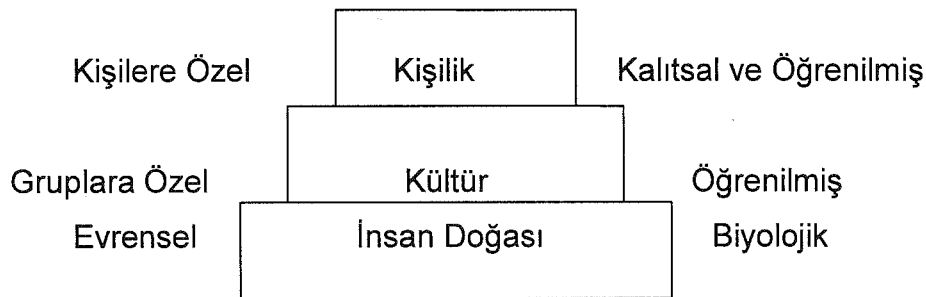 Kişilere Özel Kişilik Kalıtsal ve Öğrenilmiş
Gruplara Özel Kültür Öğrenilmiş
Evrensel İnsan Doğası Biyolojik